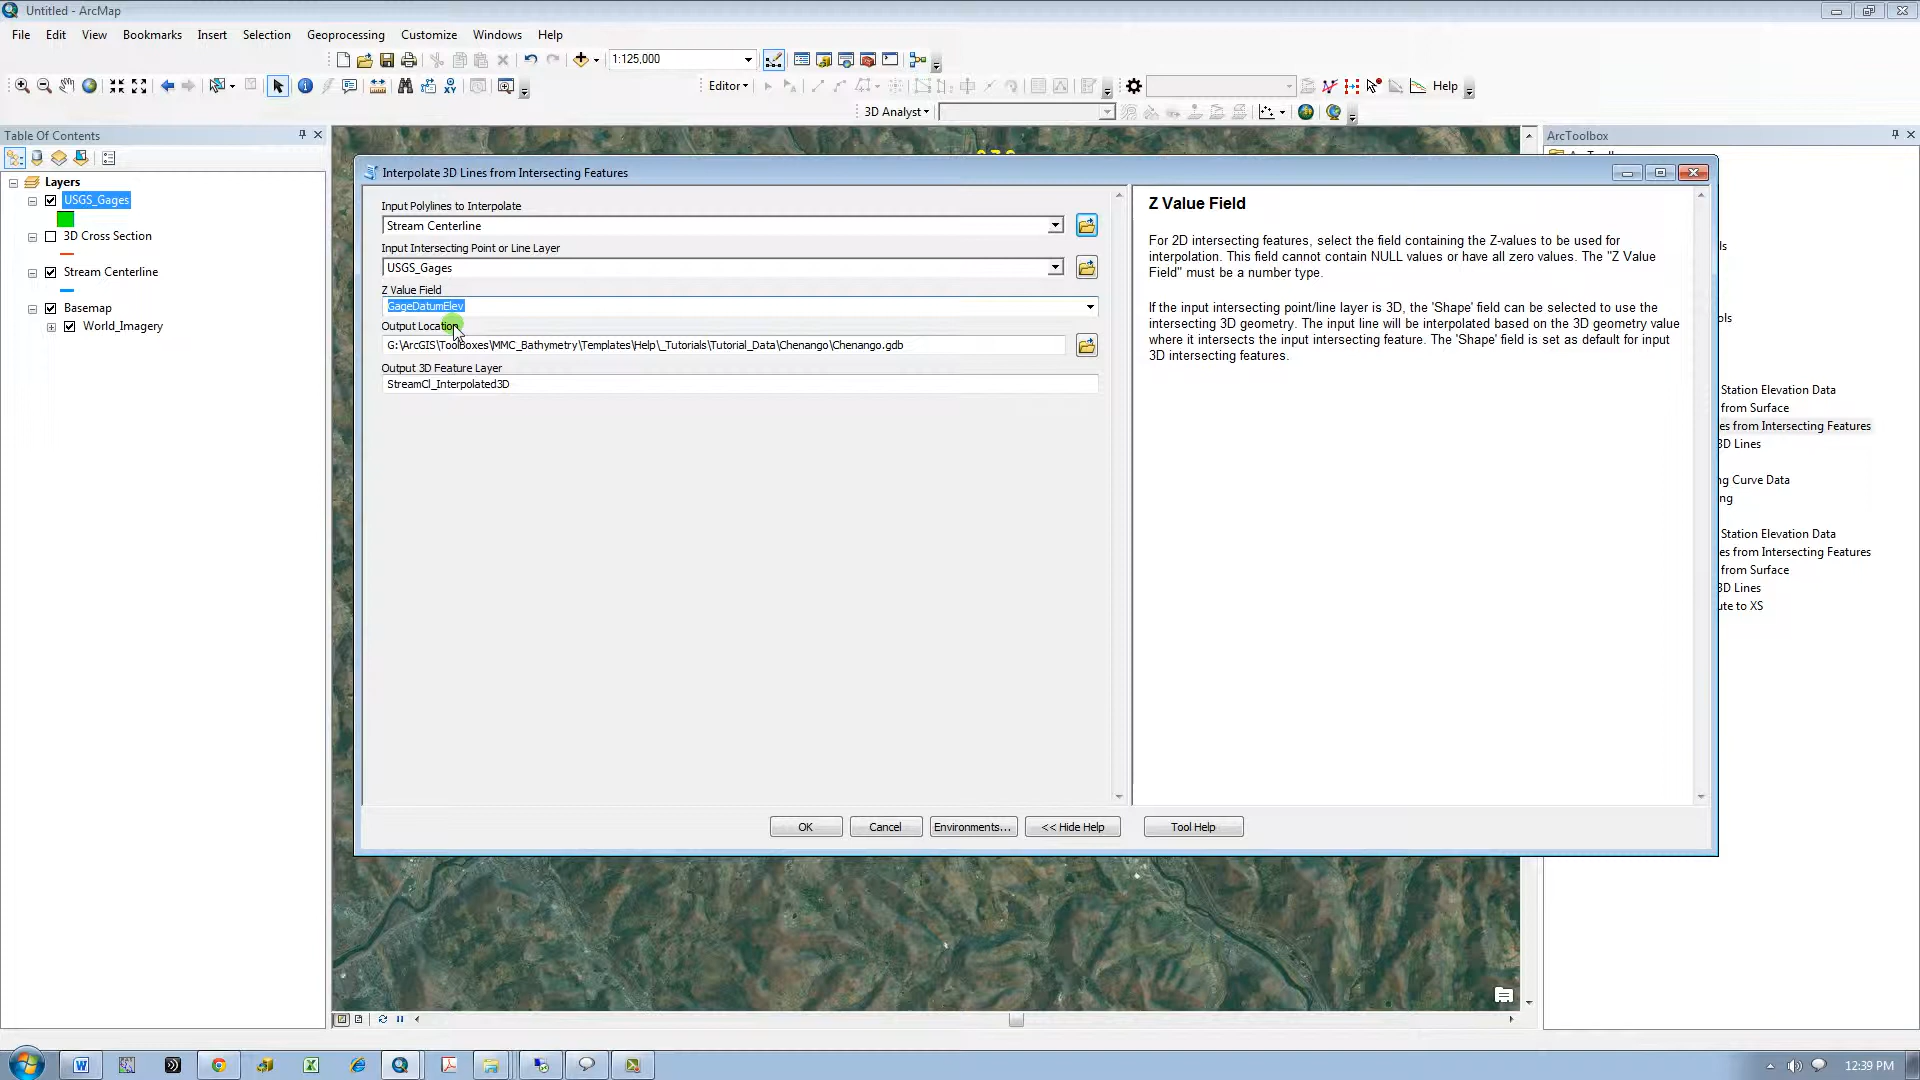 Untitled - ArcMap
File Edit View Bookmarks Insert Selection Geoprocessing Customize Windows Help
1:125,000
Editor
Help
3D Analyst
Table Of Contents
Layers
USGS_Gages
3D Cross Section
Stream Centerline
Basemap
World_Imagery
Interpolate 3D Lines from Intersecting Features
Input Polylines to Interpolate
Stream Centerline
Input Intersecting Point or Line Layer
USGS_Gages
Z Value Field
GageDatumElev
Output Location
G:\ArcGIS\ToolBoxes\MMC_Bathymetry\Templates\Help\_Tutorials\Tutorial_Data\Chenango\Chenango.gdb
Output 3D Feature Layer
StreamCl_Interpolated3D
OK Cancel Environments... << Hide Help Tool Help
Z Value Field
For 2D intersecting features, select the field containing the Z-values to be used for
interpolation. This field cannot contain NULL values or have all zero values. The "Z Value
Field" must be a number type.
If the input intersecting point/line layer is 3D, the 'Shape' field can be selected to use the
intersecting 3D geometry. The input line will be interpolated based on the 3D geometry value
where it intersects the input intersecting feature. The 'Shape' field is set as default for input
3D intersecting features.
ArcToolbox
ls
ols
Station Elevation Data
from Surface
es from Intersecting Features
3D Lines
ng Curve Data
ng
Station Elevation Data
es from Intersecting Features
from Surface
3D Lines
ute to XS
12:39 PM